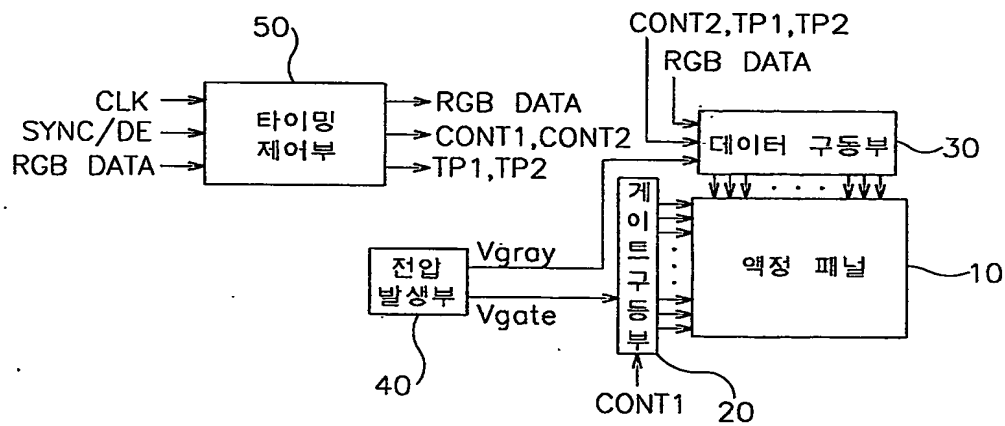 50
CLK
SYNC/DE
RGB DATA
타이밍
제어부
RGB DATA
CONT1,CONT2
TP1,TP2
CONT2,TP1,TP2
RGB DATA
데이터 구동부
30
게이트구등부
액정 패널
10
전압
발생부
Vgray
Vgate
40
20
CONT1